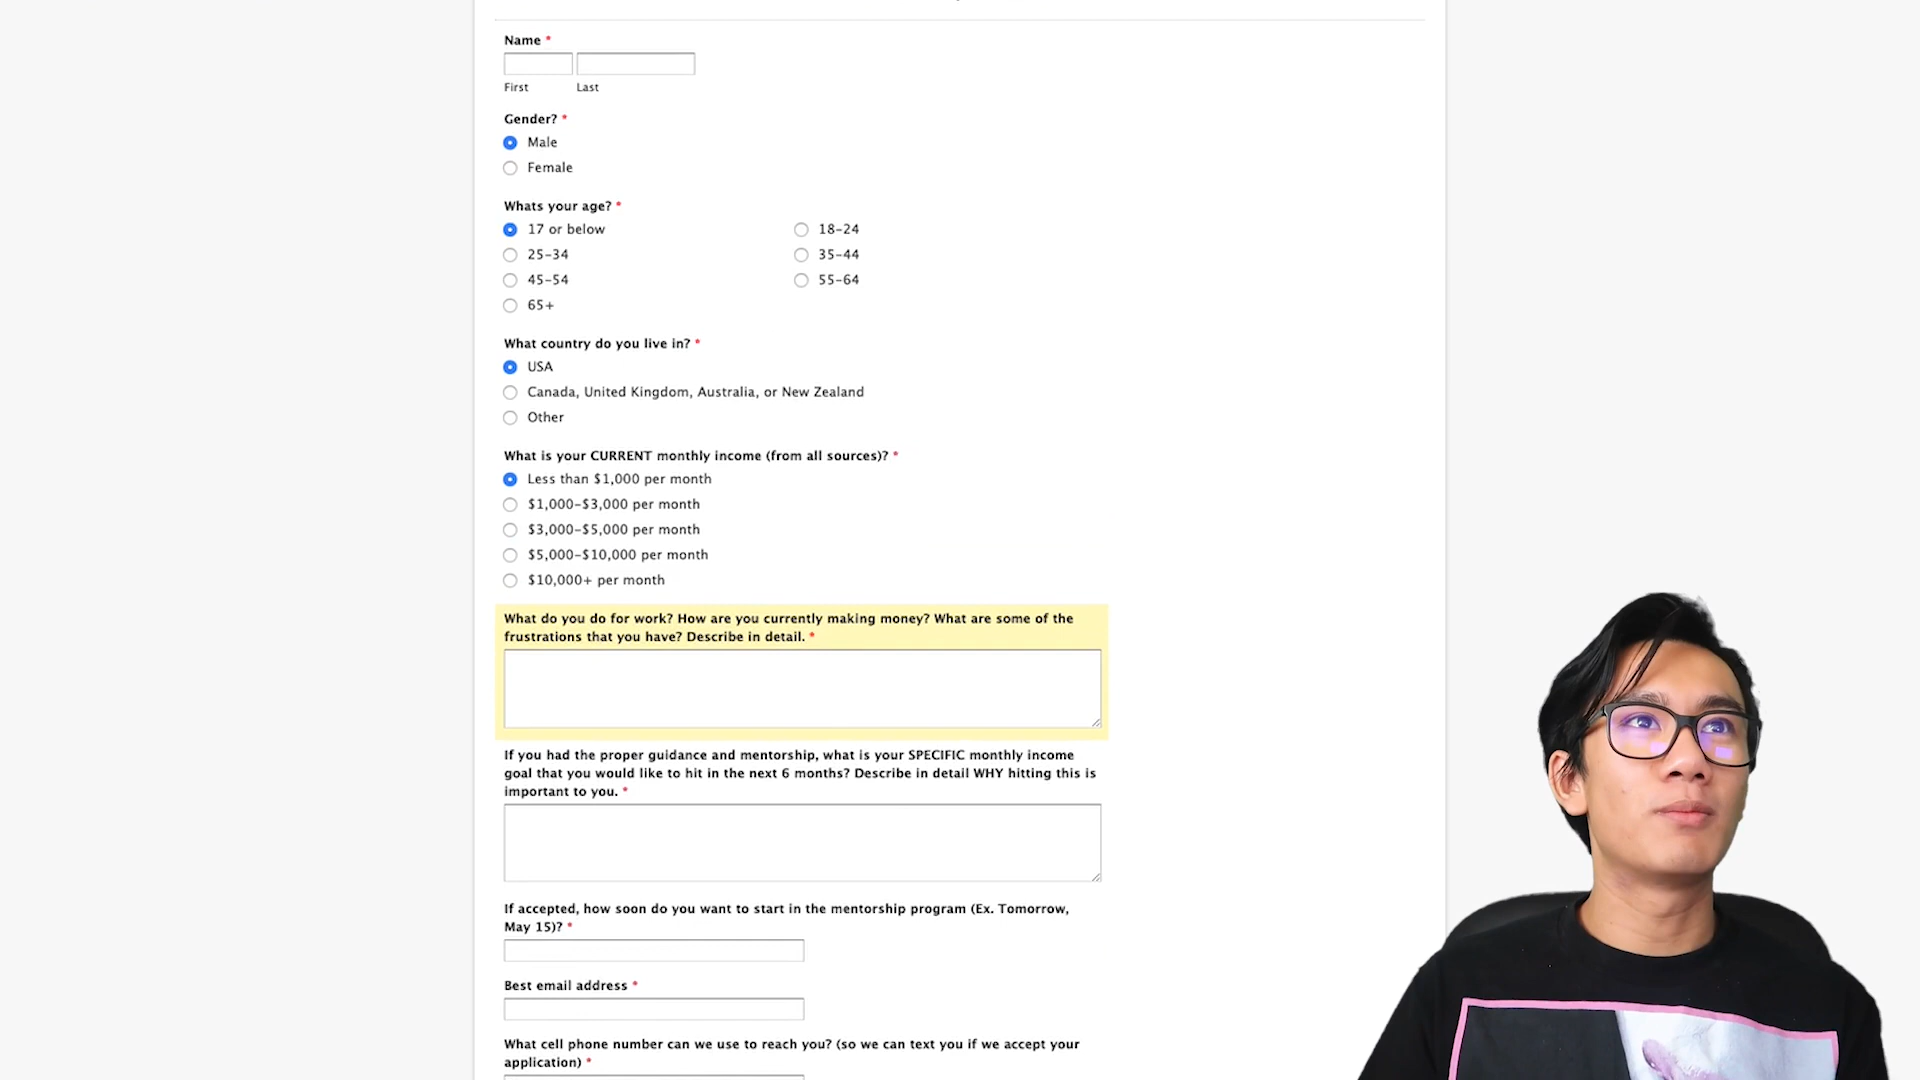 Name *
First Last
Gender? *
Male
Female
Whats your age? *
17 or below 18-24
25-34 35-44
45-54 55-64
65+
What country do you live in? *
USA
Canada, United Kingdom, Australia, or New Zealand
Other
What is your CURRENT monthly income (from all sources)? *
Less than $1,000 per month
$1,000-$3,000 per month
$3,000-$5,000 per month
$5,000-$10,000 per month
$10,000+ per month
What do you do for work? How are you currently making money? What are some of the
frustrations that you have? Describe in detail. *
If you had the proper guidance and mentorship, what is your SPECIFIC monthly income
goal that you would like to hit in the next 6 months? Describe in detail WHY hitting this is
important to you. *
If accepted, how soon do you want to start in the mentorship program (Ex. Tomorrow,
May 15)? *
Best email address *
What cell phone number can we use to reach you? (so we can text you if we accept your
application) *